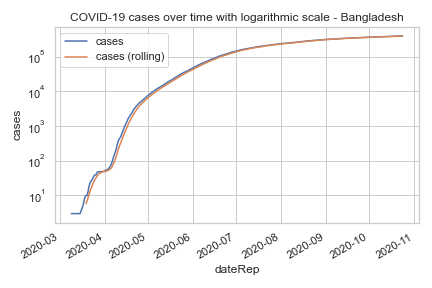 COVID-19 cases over time with logarithmic scale - Bangladesh
cases
cases (rolling)
10^5
10^4
10^3
10^2
10^1
cases
2020-03
2020-04
2020-05
2020-06
2020-07
2020-08
2020-09
2020-10
2020-11
dateRep